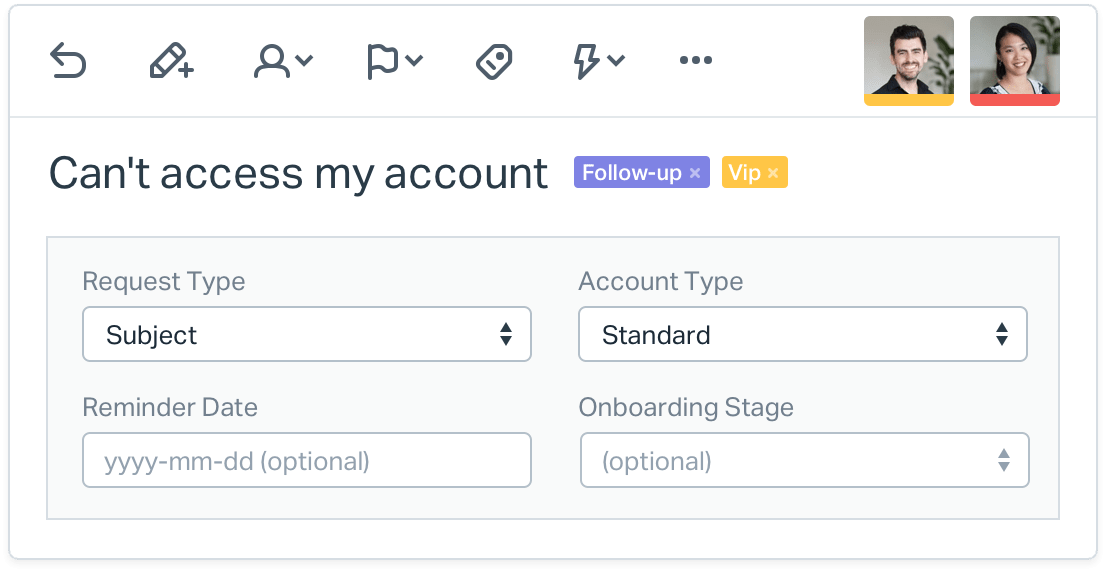 Can't access my account Follow-up × Vip ×
Request Type Account Type
Subject Standard
Reminder Date Onboarding Stage
yyyy-mm-dd (optional) (optional)